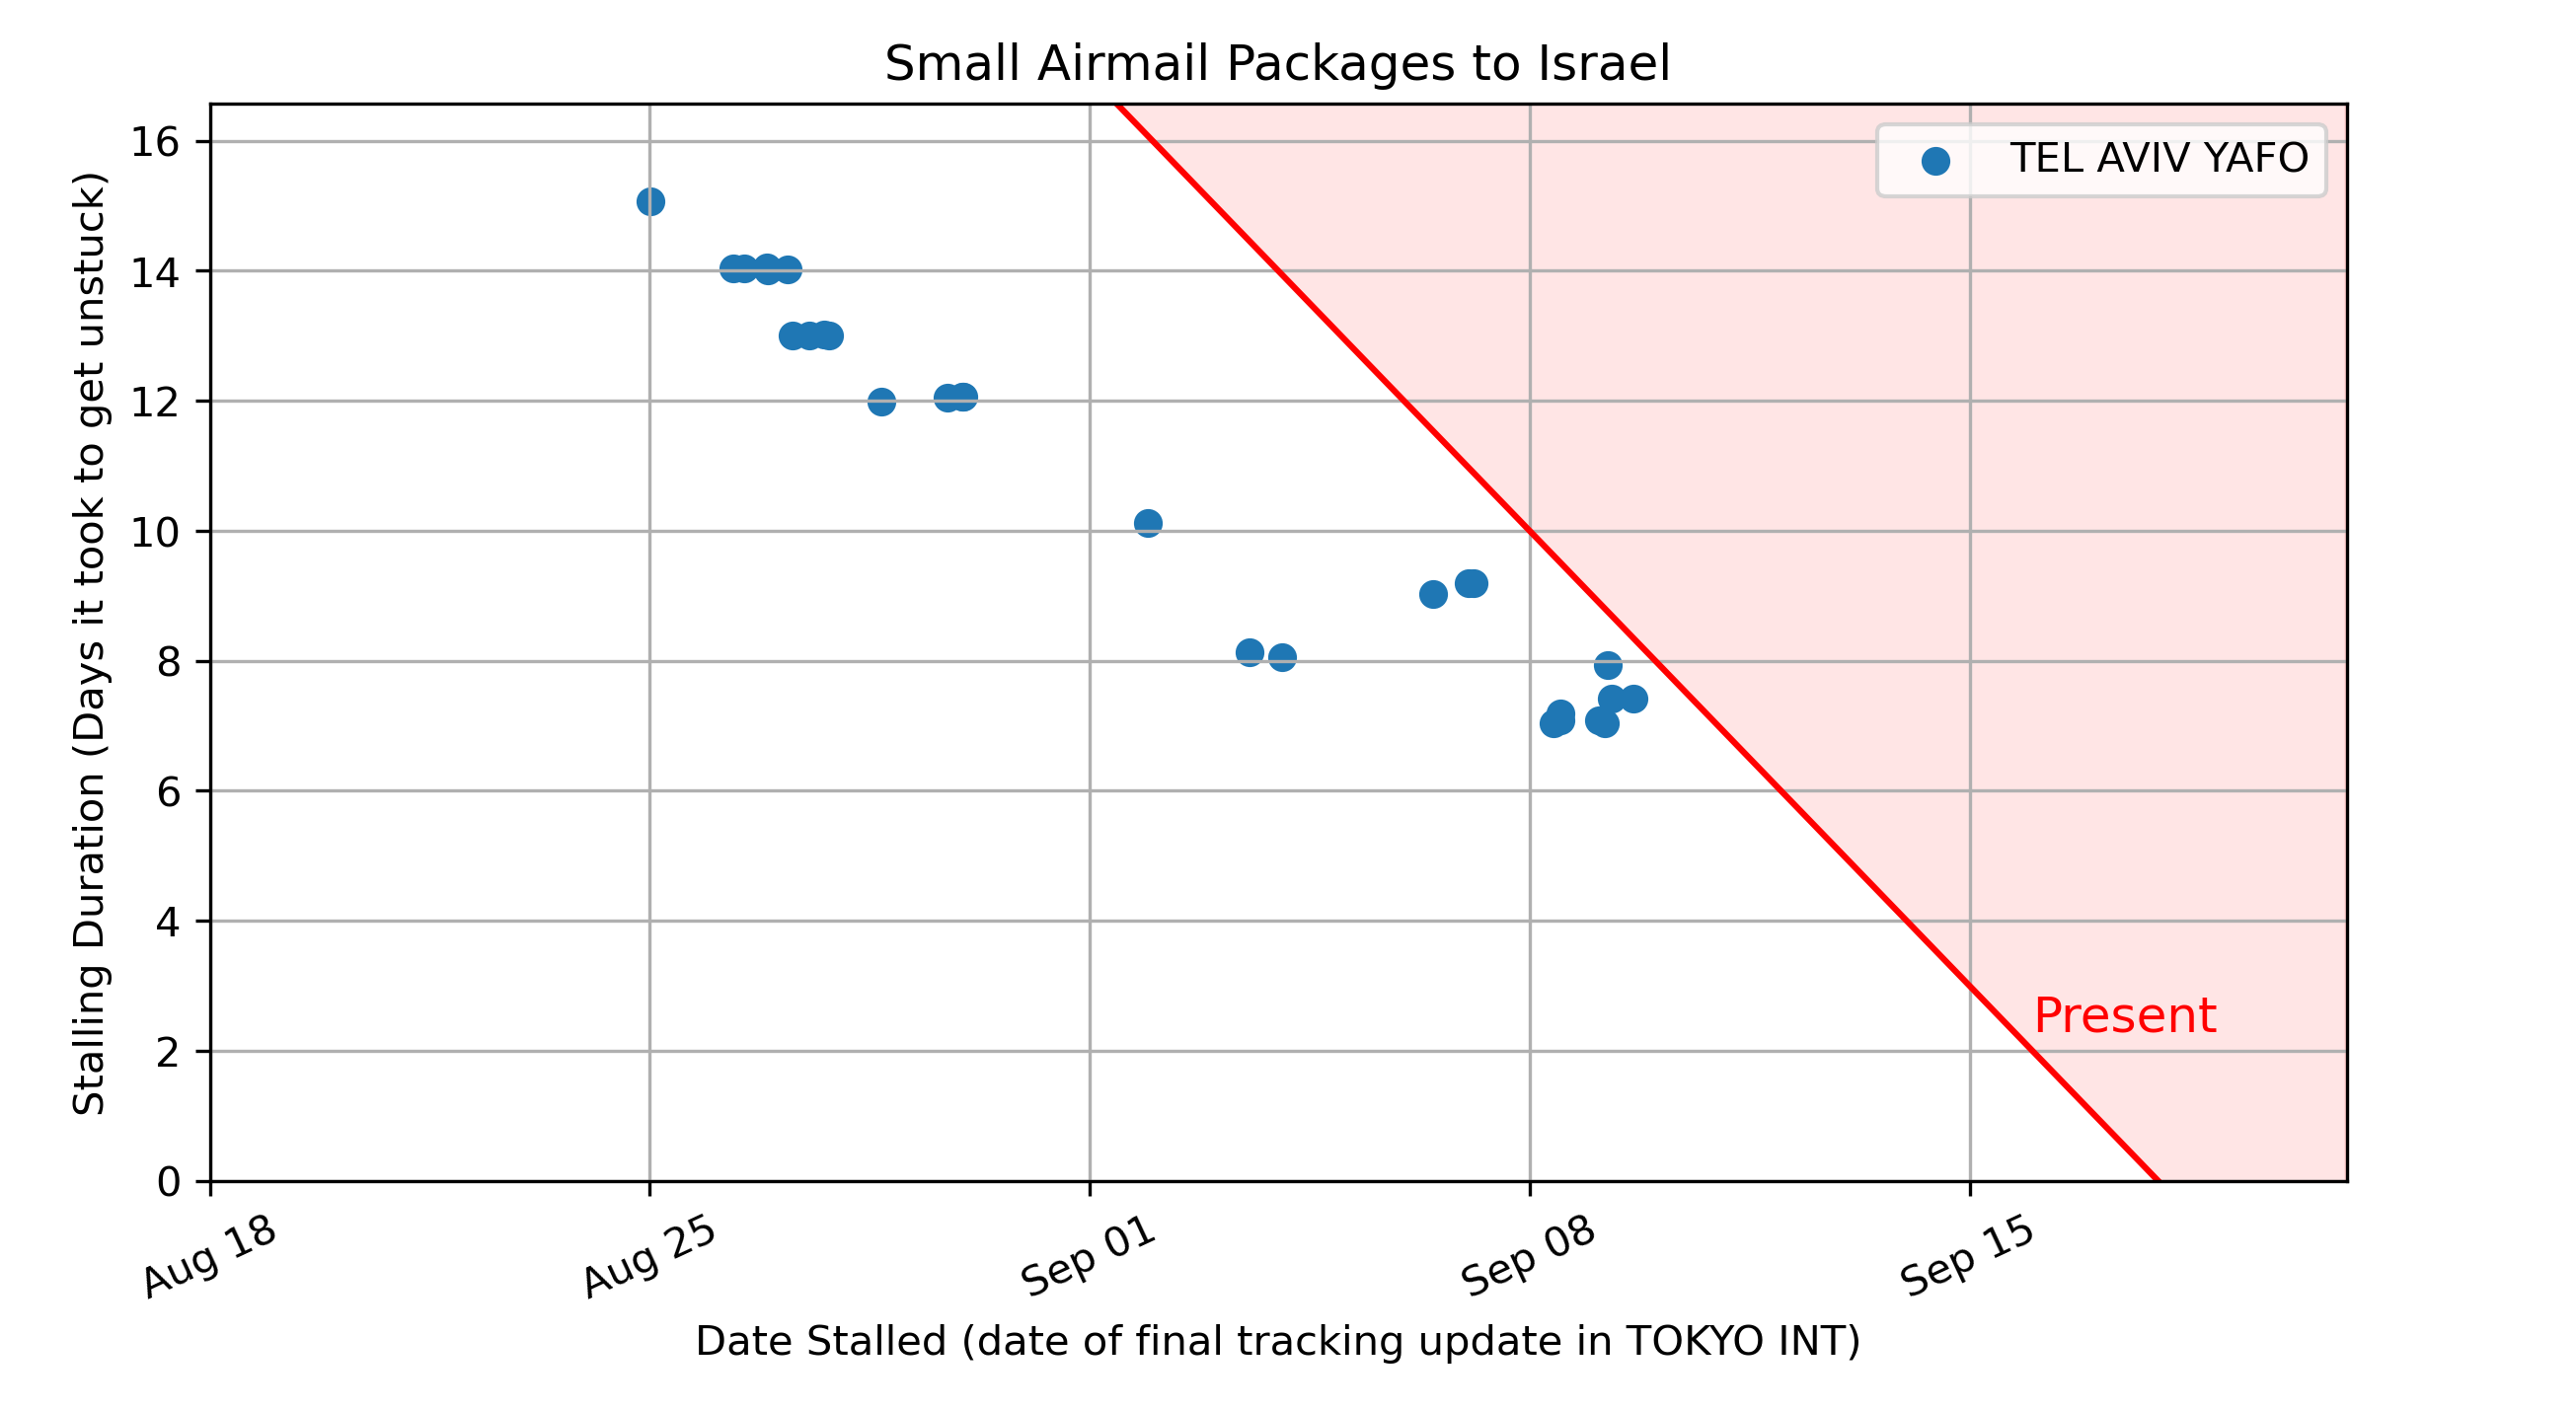 Small Airmail Packages to Israel
TEL AVIV YAFO
Stalling Duration (Days it took to get unstuck)
16
14
12
10
8
6
4
2
0
Present
Aug 18
Aug 25
Sep 01
Sep 08
Sep 15
Date Stalled (date of final tracking update in TOKYO INT)